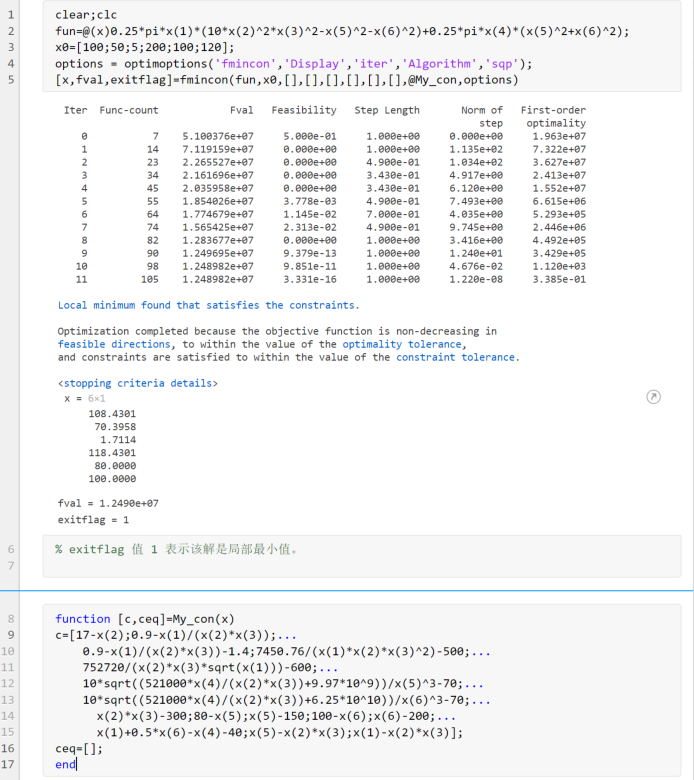 1 clear;clc
2 fun=@(x)0.25*pi*x(1)*(10*x(2)^2*x(3)^2-x(5)^2-x(6)^2)+0.25*pi*x(4)*(x(5)^2+x(6)^2);
3 x0=[100;50;5;200;100;120];
4 options = optimoptions('fmincon','Display','iter','Algorithm','sqp');
5 [x,fval,exitflag]=fmincon(fun,x0,[],[],[],[],[],[],@My_con,options)
Iter Func-count Fval Feasibility Step Length Norm of First-order
step optimality
0 7 5.100376e+07 5.000e-01 1.000e+00 0.000e+00 1.963e+07
1 14 7.119159e+07 0.000e+00 1.000e+00 1.135e+02 7.322e+07
2 23 2.265527e+07 0.000e+00 4.900e-01 1.034e+02 3.627e+07
3 34 2.161696e+07 0.000e+00 3.430e-01 4.917e+00 2.413e+07
4 45 2.035958e+07 0.000e+00 3.430e-01 6.120e+00 1.552e+07
5 55 1.854026e+07 3.778e-03 4.900e-01 7.493e+00 6.615e+06
6 64 1.774679e+07 1.145e-02 7.000e-01 4.035e+00 5.293e+05
7 74 1.565425e+07 2.313e-02 4.900e-01 9.745e+00 2.446e+06
8 82 1.283677e+07 0.000e+00 1.000e+00 3.416e+00 4.492e+05
9 90 1.249695e+07 9.379e-13 1.000e+00 1.240e+01 3.429e+05
10 98 1.248982e+07 9.851e-11 1.000e+00 4.676e-02 1.120e+03
11 105 1.248982e+07 3.331e-16 1.000e+00 1.220e-08 3.385e-01
Local minimum found that satisfies the constraints.
Optimization completed because the objective function is non-decreasing in
feasible directions, to within the value of the optimality tolerance,
and constraints are satisfied to within the value of the constraint tolerance.
<stopping criteria details>
x = 6×1
108.4301
70.3958
1.7114
118.4301
80.0000
100.0000
fval = 1.2490e+07
exitflag = 1
6 % exitflag 值 1 表示该解是局部最小值。
7
8 function [c,ceq]=My_con(x)
9 c=[17-x(2);0.9-x(1)/(x(2)*x(3));...
10 0.9-x(1)/(x(2)*x(3))-1.4;7450.76/(x(1)*x(2)*x(3)^2)-500;...
11 752720/(x(2)*x(3)*sqrt(x(1)))-600;...
12 10*sqrt((521000*x(4)/(x(2)*x(3))+9.97*10^9))/x(5)^3-70;...
13 10*sqrt((521000*x(4)/(x(2)*x(3))+6.25*10^10))/x(6)^3-70;...
14 x(2)*x(3)-300;80-x(5);x(5)-150;100-x(6);x(6)-200;...
15 x(1)+0.5*x(6)-x(4)-40;x(5)-x(2)*x(3);x(1)-x(2)*x(3)];
16 ceq=[];
17 end